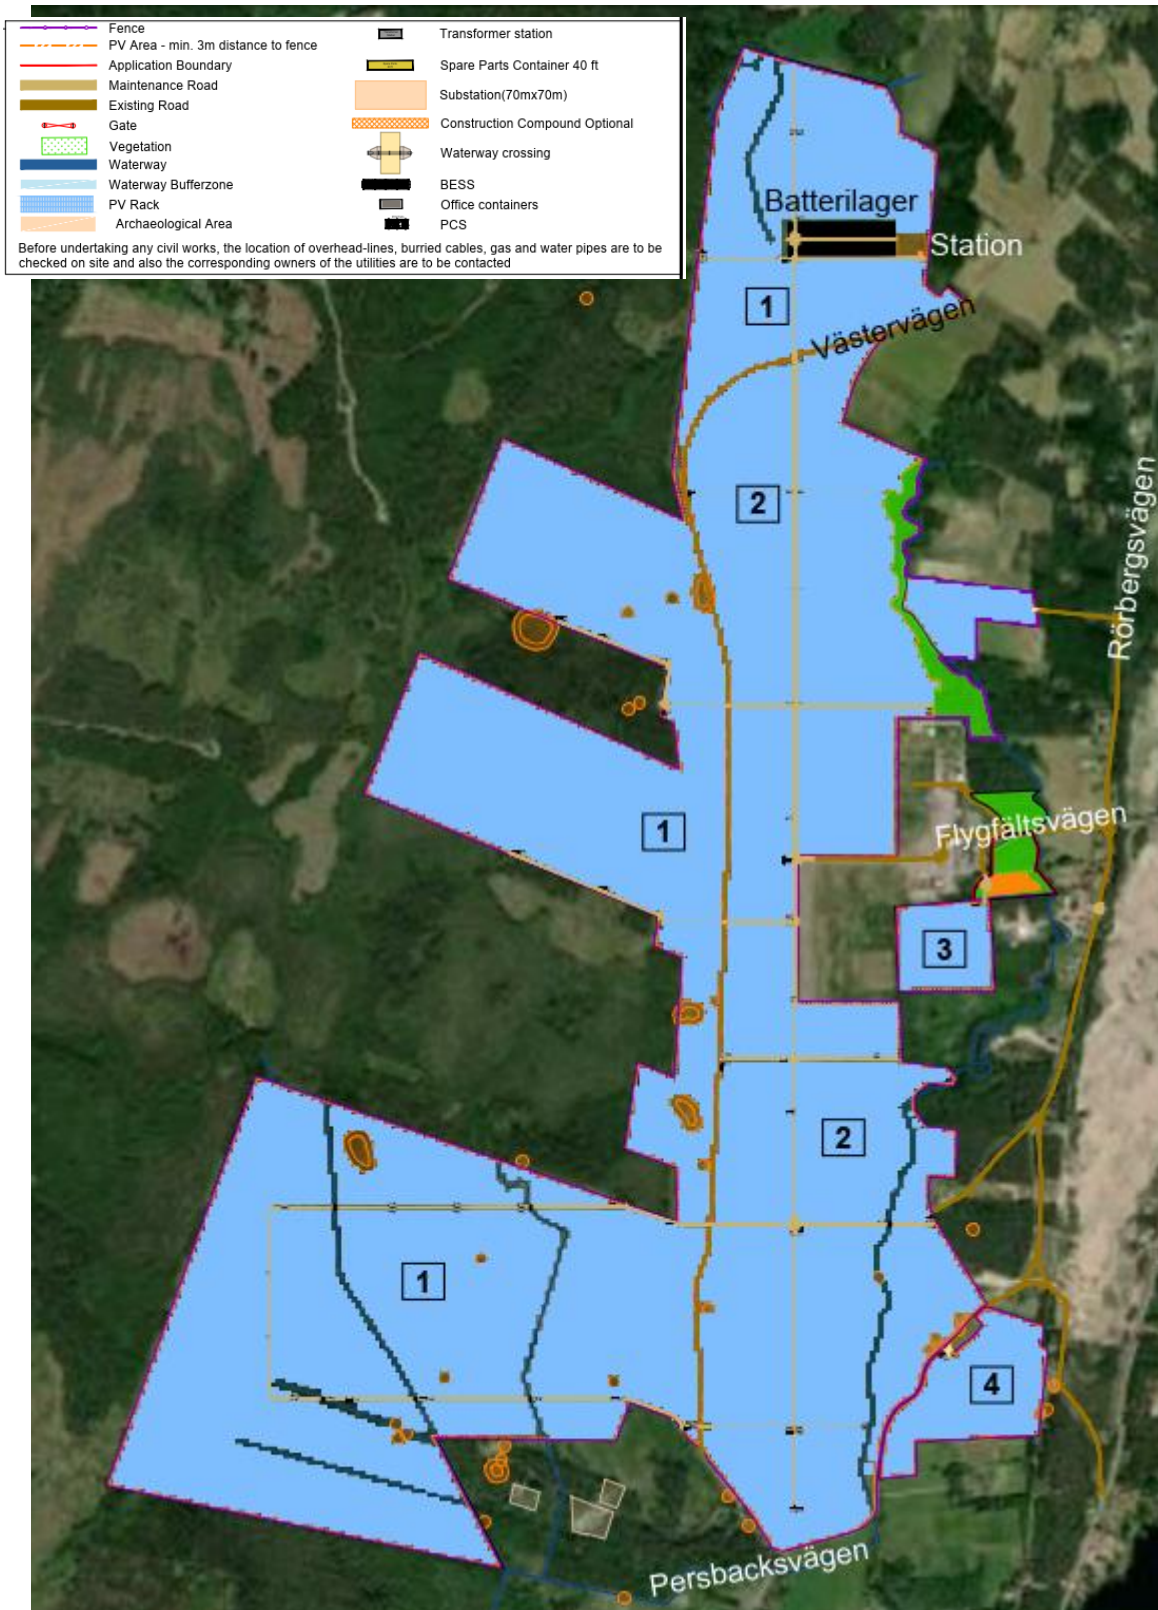 Fence
PV Area - min. 3m distance to fence
Application Boundary
Maintenance Road
Existing Road
Gate
Vegetation
Waterway
Waterway Bufferzone
PV Rack
Archaeological Area
Transformer station
Spare Parts Container 40 ft
Substation(70mx70m)
Construction Compound Optional
Waterway crossing
BESS
Office containers
PCS
Before undertaking any civil works, the location of overhead-lines, burried cables, gas and water pipes are to be
checked on site and also the corresponding owners of the utilities are to be contacted
Batterilager
Station
1
Västervägen
2
Rörbergsvägen
1
Flygfältsvägen
3
2
1
4
Persbacksvägen